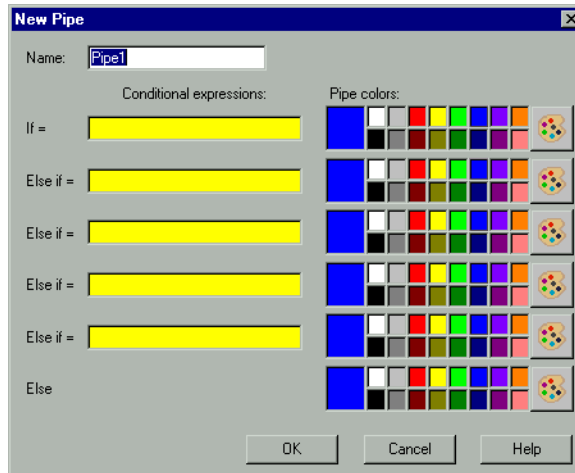 New Pipe
Name: Pipe1
Conditional expressions: Pipe colors:
If =
Else if =
Else if =
Else if =
Else if =
Else
OK Cancel Help